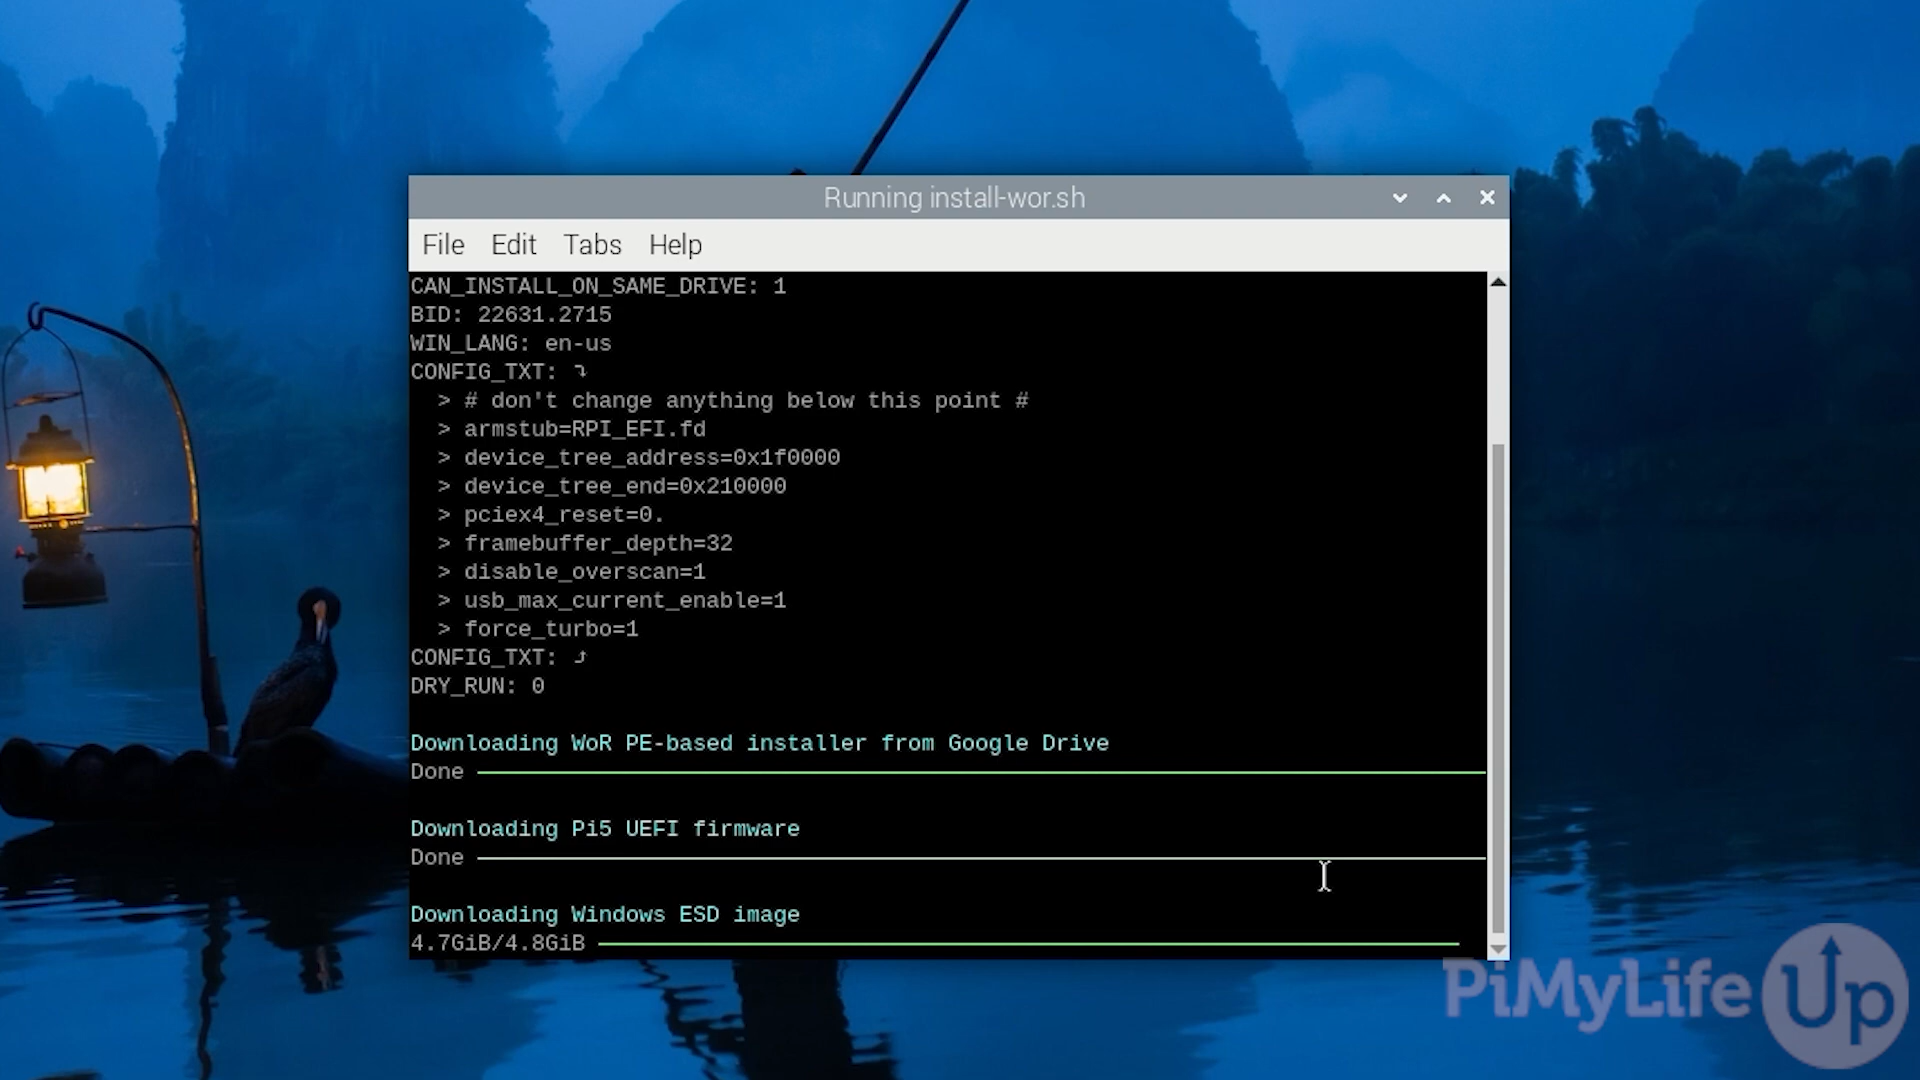 Running install-wor.sh
File Edit Tabs Help
CAN_INSTALL_ON_SAME_DRIVE: 1
BID: 22631.2715
WIN_LANG: en-us
CONFIG_TXT: ⤵
> # don't change anything below this point #
> armstub=RPI_EFI.fd
> device_tree_address=0x1f0000
> device_tree_end=0x210000
> pciex4_reset=0.
> framebuffer_depth=32
> disable_overscan=1
> usb_max_current_enable=1
> force_turbo=1
CONFIG_TXT: ⤴
DRY_RUN: 0
Downloading WoR PE-based installer from Google Drive
Done
Downloading Pi5 UEFI firmware
Done
Downloading Windows ESD image
4.7GiB/4.8GiB
PiMyLifeUp